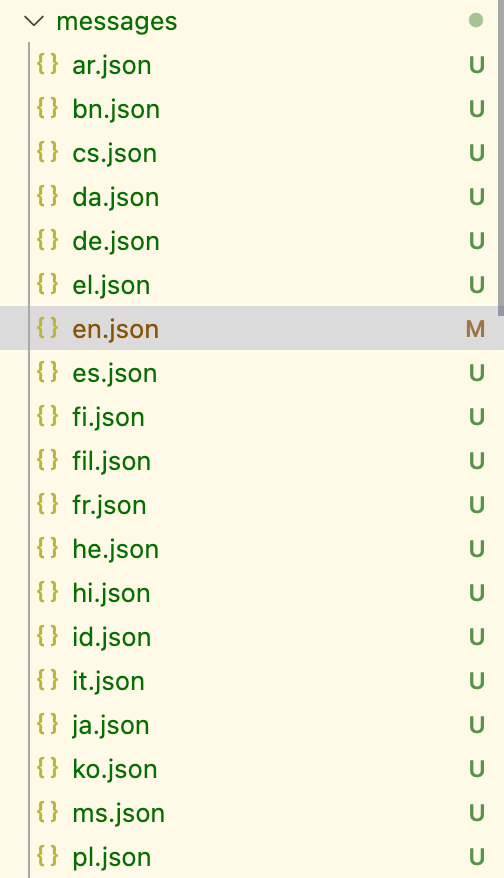 messages
{} ar.json U
{} bn.json U
{} cs.json U
{} da.json U
{} de.json U
{} el.json U
{} en.json M
{} es.json U
{} fi.json U
{} fil.json U
{} fr.json U
{} he.json U
{} hi.json U
{} id.json U
{} it.json U
{} ja.json U
{} ko.json U
{} ms.json U
{} pl.json U